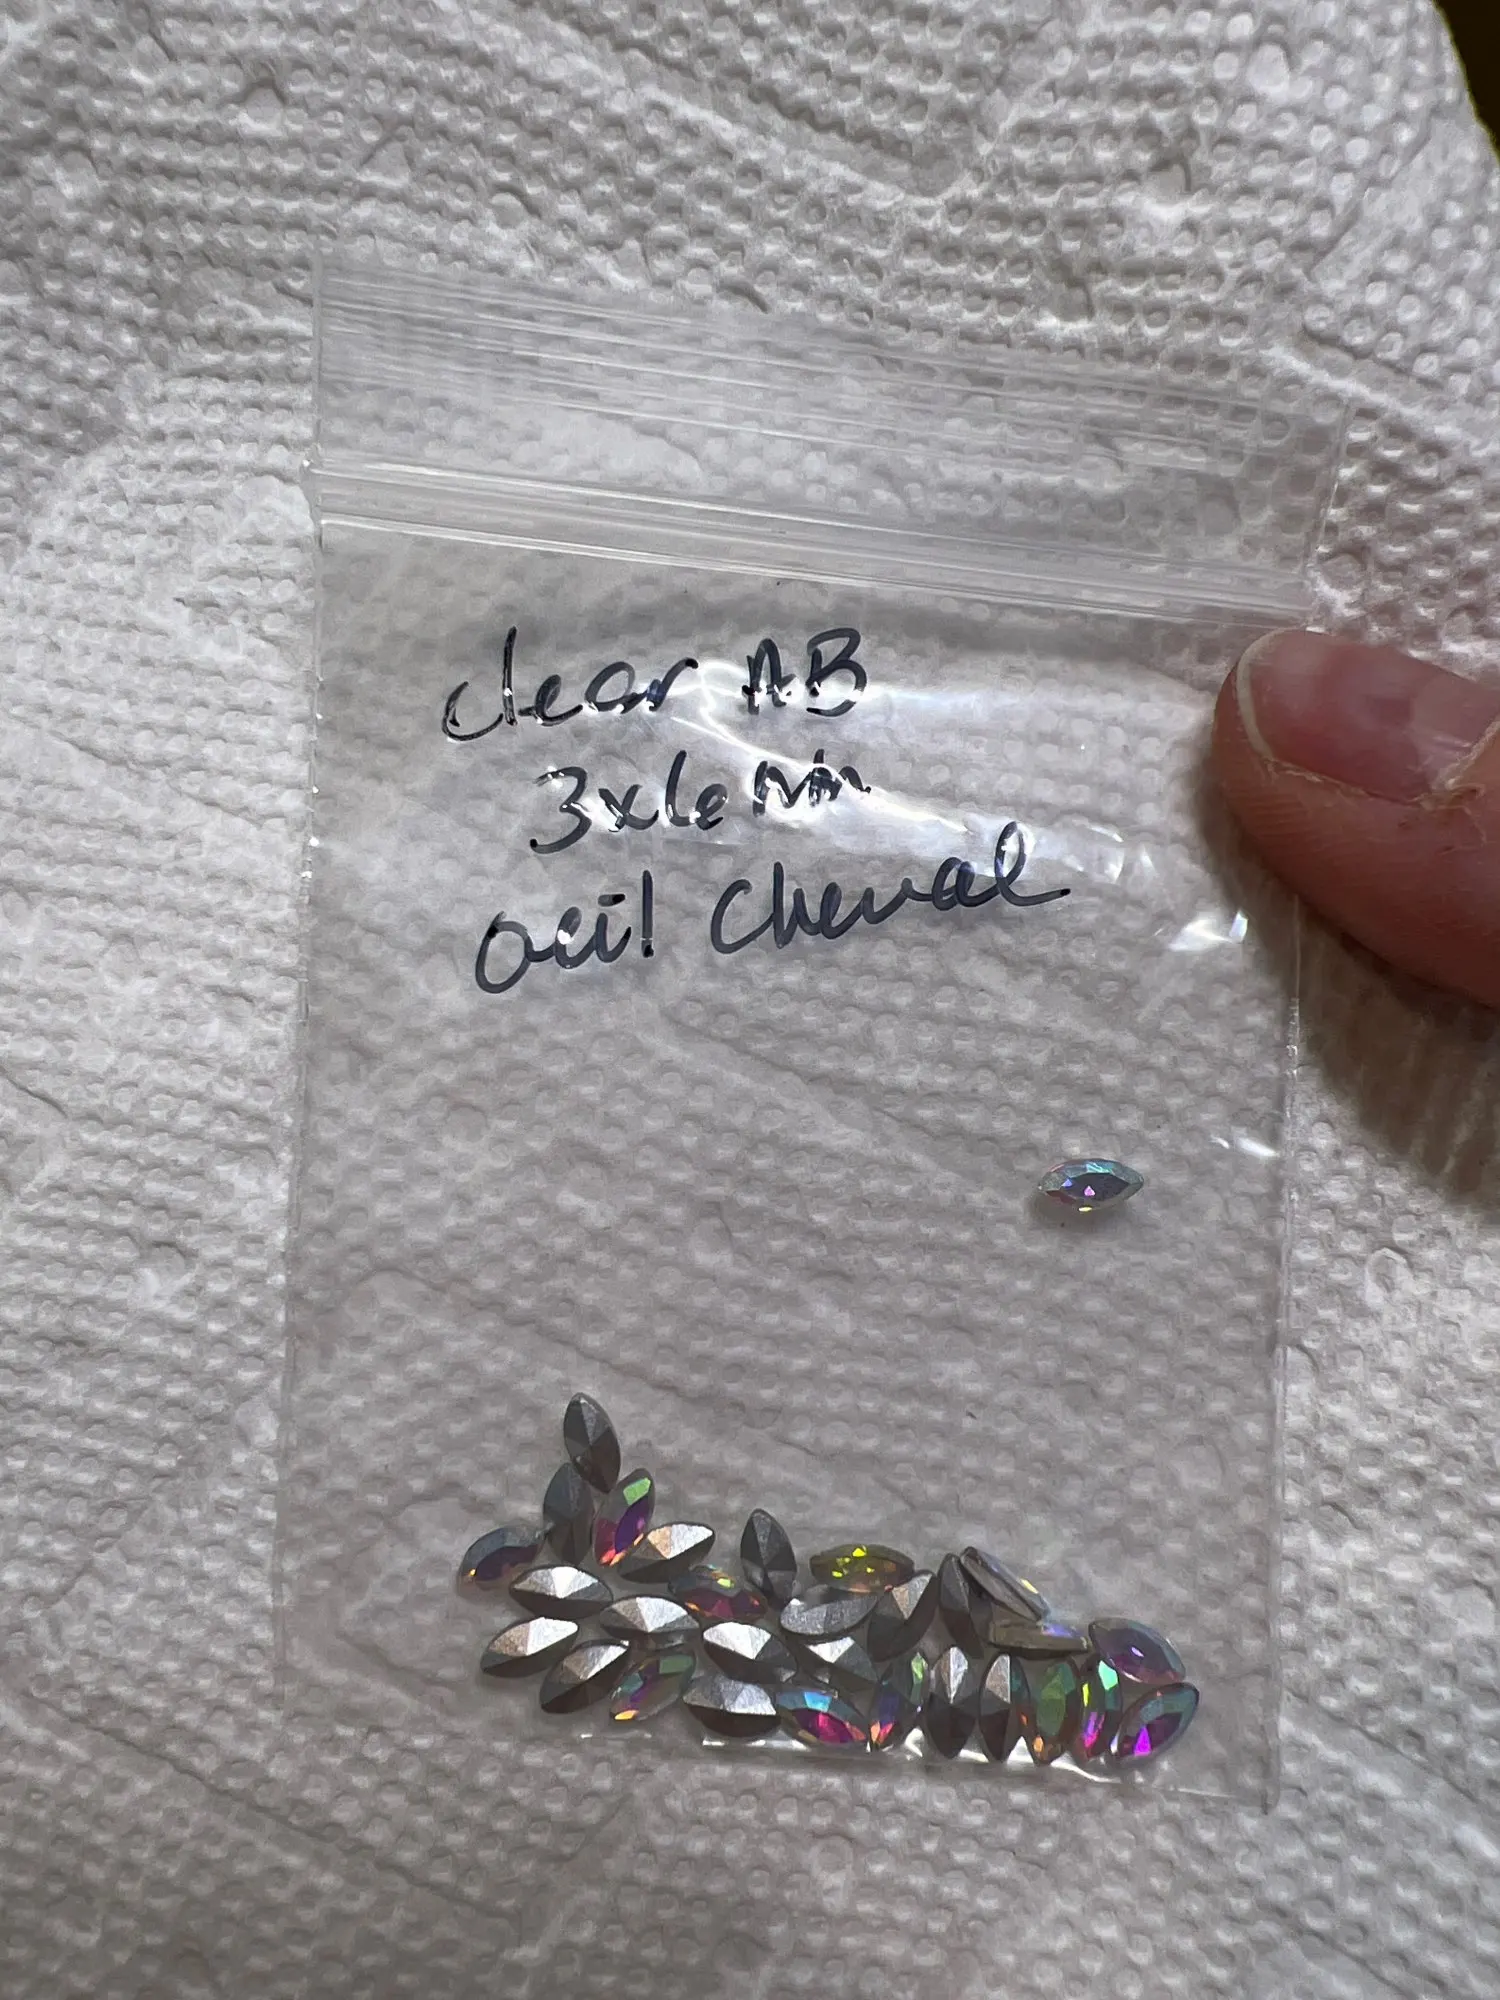 clear AB
3x6mm
oeil cheval